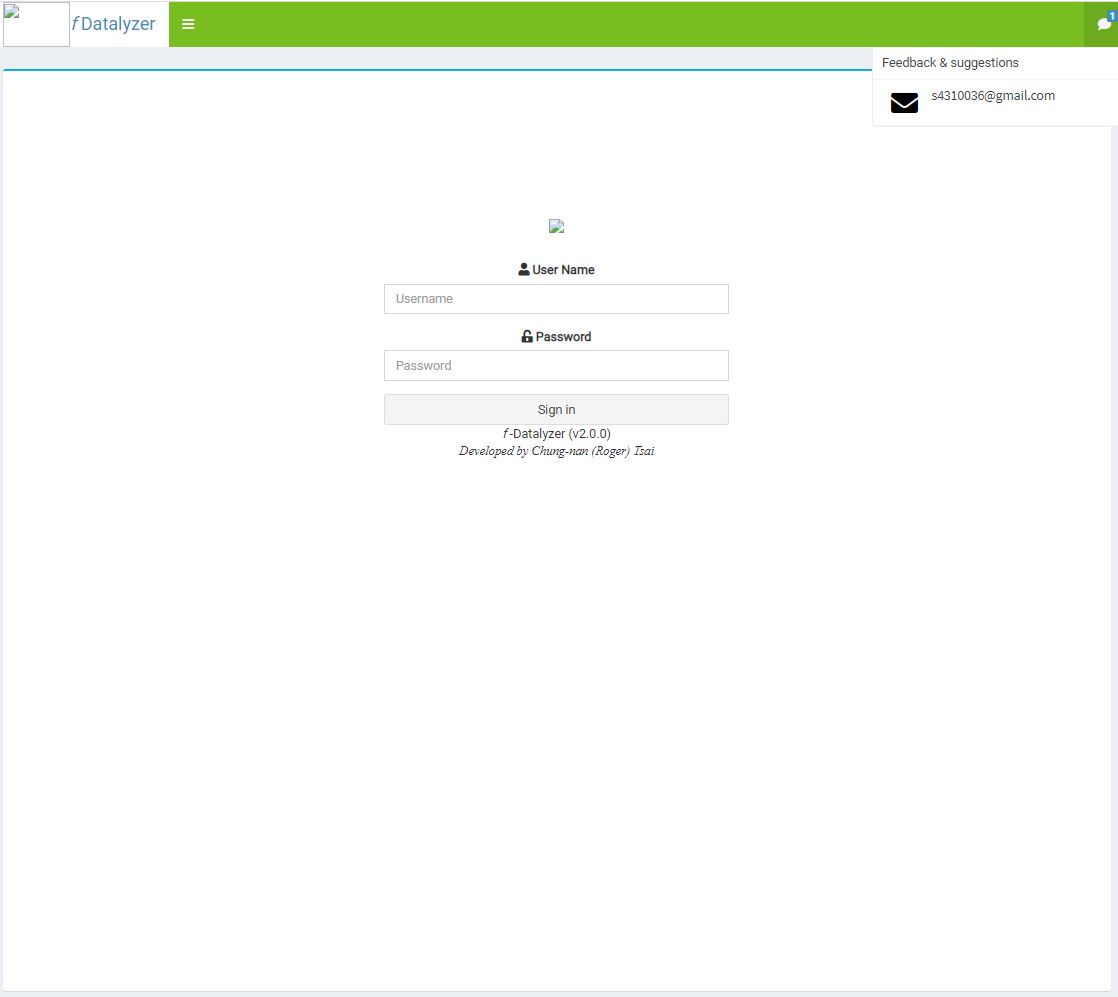 f Datalyzer
1
Feedback & suggestions
s4310036@gmail.com
User Name
Username
Password
Password
Sign in
f-Datalyzer (v2.0.0)
Developed by Chung-nan (Roger) Tsai